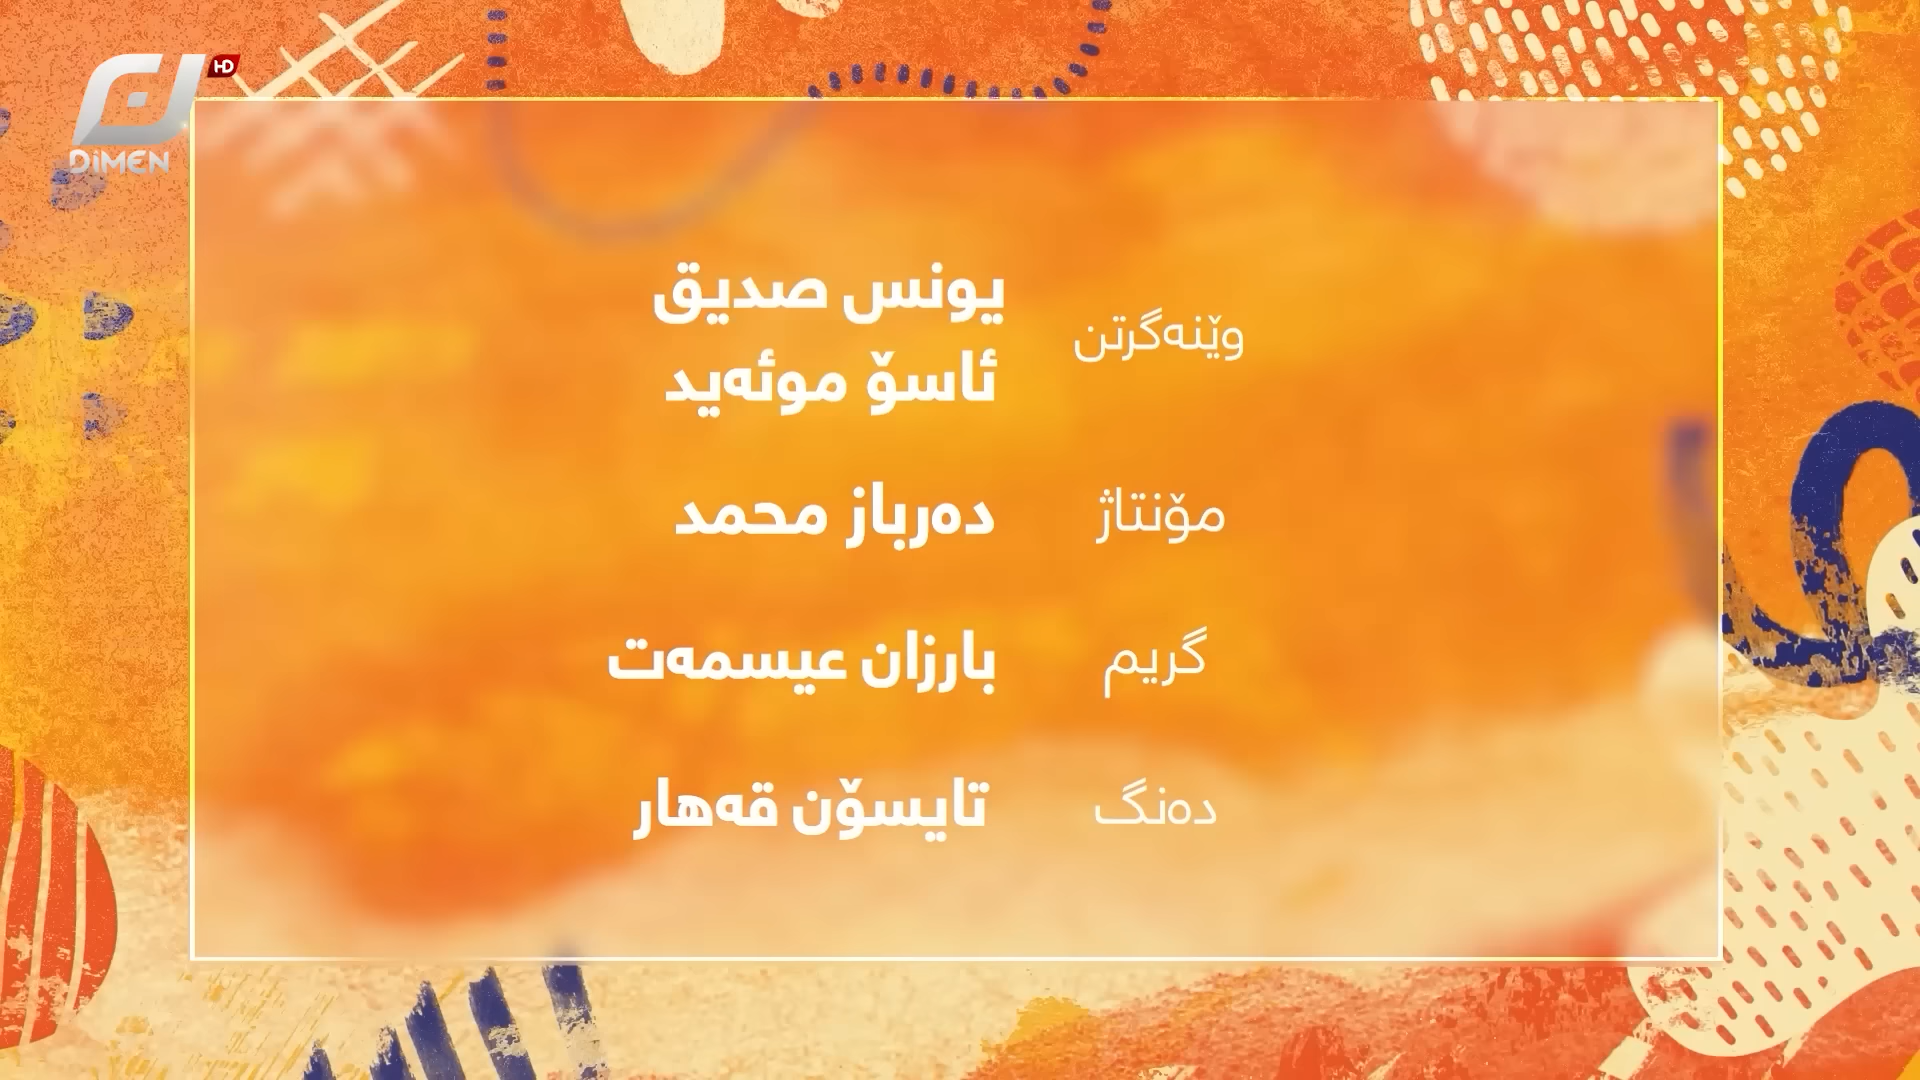 HD
DiMEN
یونس صدیق
وێنەگرتن
ئاسۆ موئەید
مۆنتاژ دەرباز محمد
گریم بارزان عیسمەت
دەنگ تایسۆن قەهار